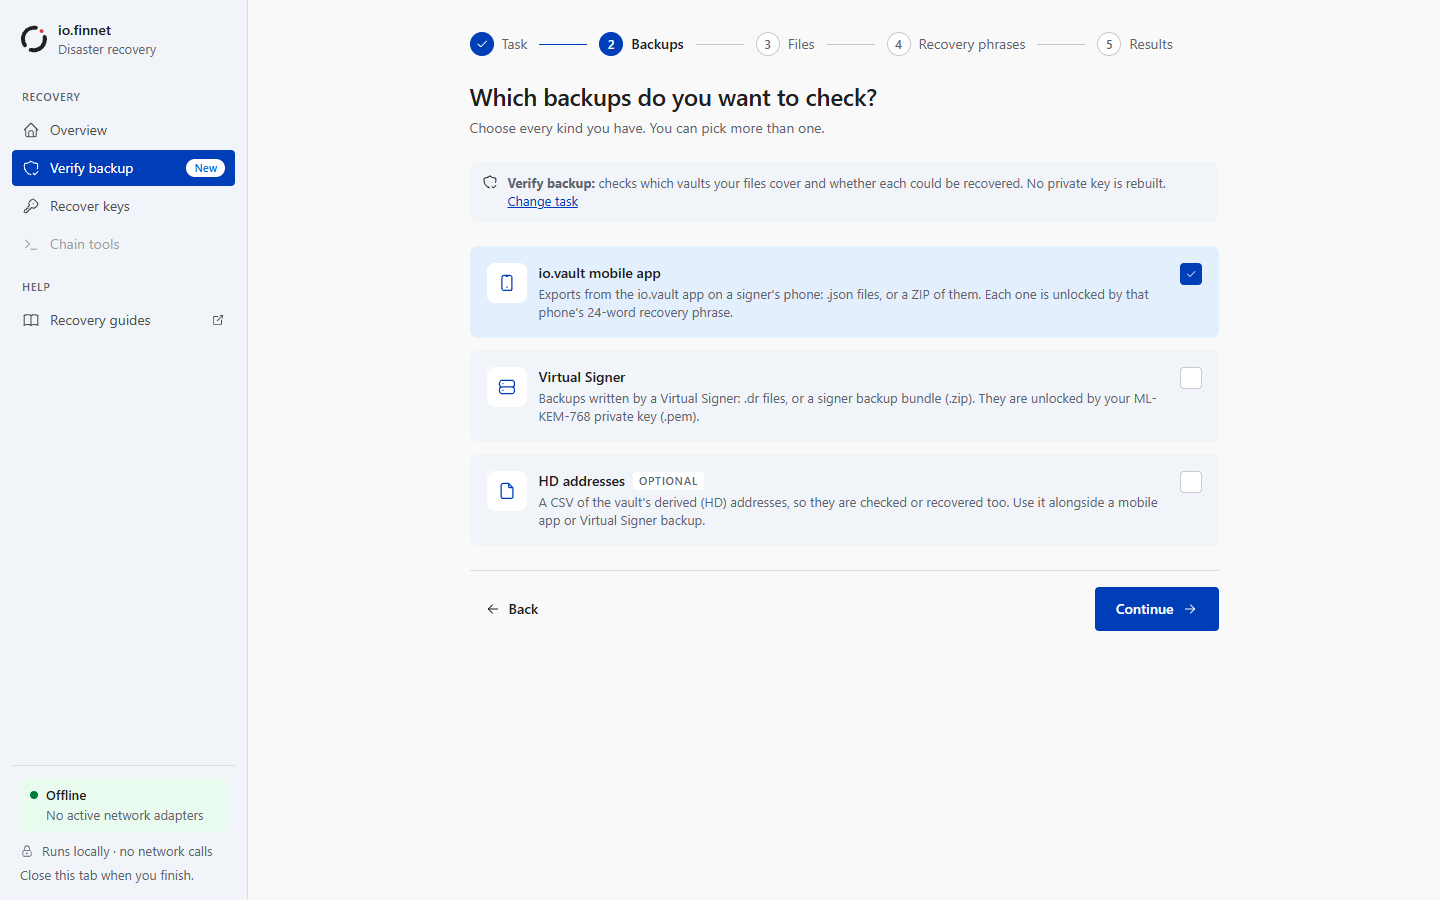 io.finnet
Disaster recovery
RECOVERY
Overview
Verify backup New
Recover keys
Chain tools
HELP
Recovery guides
Offline
No active network adapters
Runs locally · no network calls
Close this tab when you finish.
Task 2 Backups 3 Files 4 Recovery phrases 5 Results
Which backups do you want to check?
Choose every kind you have. You can pick more than one.
Verify backup: checks which vaults your files cover and whether each could be recovered. No private key is rebuilt.
Change task
io.vault mobile app
Exports from the io.vault app on a signer's phone: .json files, or a ZIP of them. Each one is unlocked by that
phone's 24-word recovery phrase.
Virtual Signer
Backups written by a Virtual Signer: .dr files, or a signer backup bundle (.zip). They are unlocked by your ML-
KEM-768 private key (.pem).
HD addresses OPTIONAL
A CSV of the vault's derived (HD) addresses, so they are checked or recovered too. Use it alongside a mobile
app or Virtual Signer backup.
Back
Continue